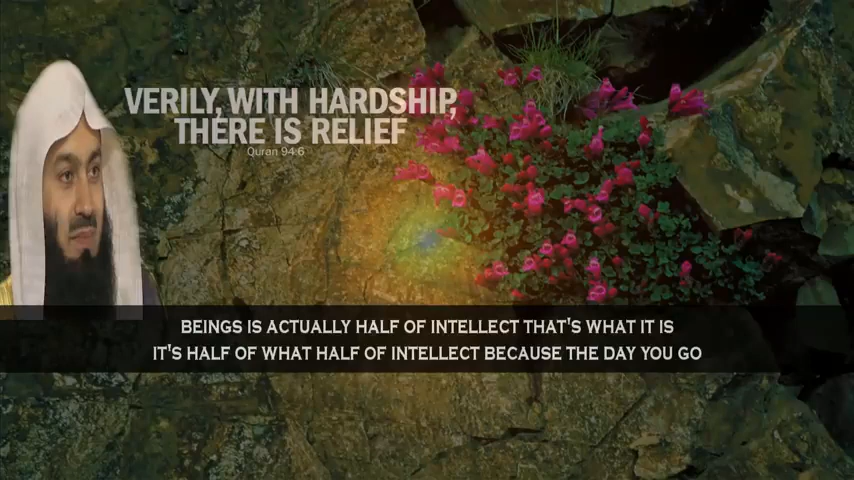 VERILY, WITH HARDSHIP,
THERE IS RELIEF
Quran 94:6
BEINGS IS ACTUALLY HALF OF INTELLECT THAT'S WHAT IT IS
IT'S HALF OF WHAT HALF OF INTELLECT BECAUSE THE DAY YOU GO